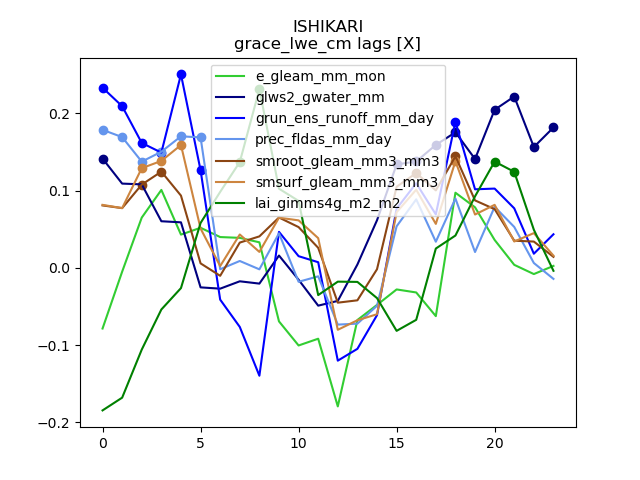 ISHIKARI
grace_lwe_cm lags [X]
e_gleam_mm_mon
glws2_gwater_mm
grun_ens_runoff_mm_day
prec_fldas_mm_day
smroot_gleam_mm3_mm3
smsurf_gleam_mm3_mm3
lai_gimms4g_m2_m2
0.2
0.1
0.0
−0.1
−0.2
0 5 10 15 20